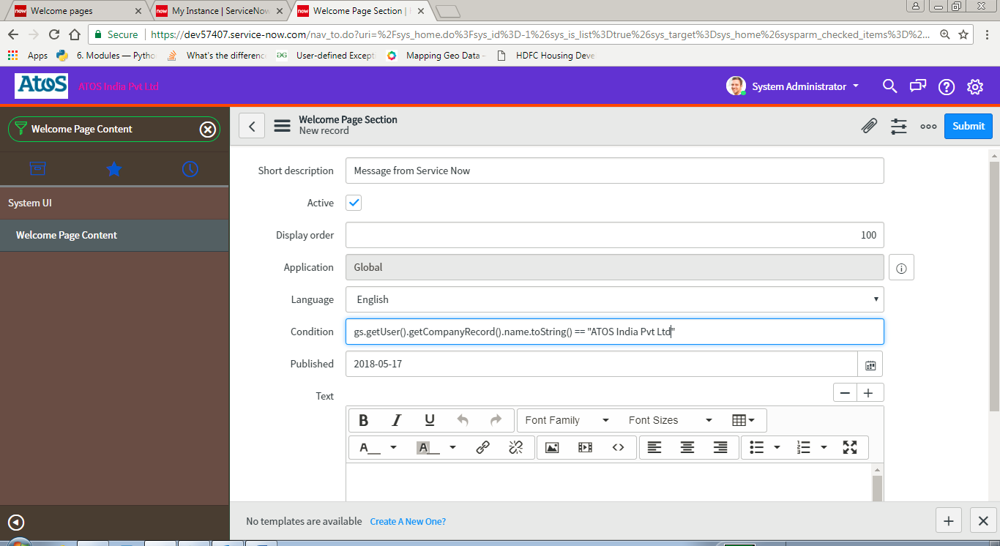 Welcome pages
My Instance | ServiceNow
Welcome Page Section |
Secure | https://dev57407.service-now.com/nav_to.do?uri=%2Fsys_home.do%3Fsys_id%3D-1%26sys_is_list%3Dtrue%26sys_target%3Dsys_home%26sysparm_checked_items%3D%2...
Apps 6. Modules — Pytho What's the differenc User-defined Except Mapping Geo Data - HDFC Housing Deve
Atos ATOS India Pvt Ltd System Administrator
Welcome Page Content
Welcome Page Section
New record
Submit
System UI
Welcome Page Content
Short description Message from Service Now
Active
Display order 100
Application Global
Language English
Condition gs.getUser().getCompanyRecord().name.toString() == "ATOS India Pvt Ltd"
Published 2018-05-17
Text
B I U Font Family Font Sizes
A A
No templates are available Create A New One?